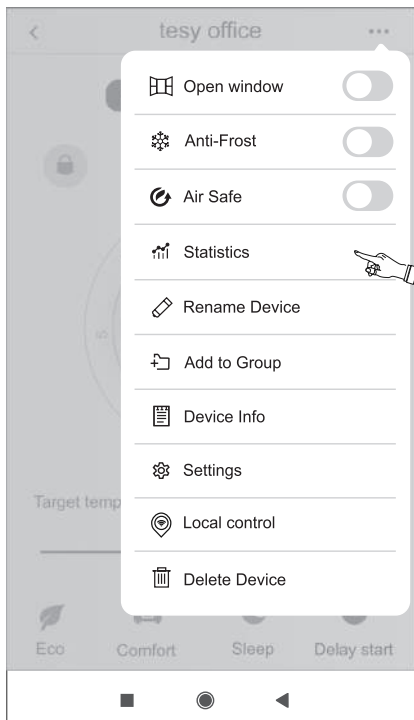 tesy office
Open window
Anti-Frost
Air Safe
Statistics
Rename Device
Add to Group
Device Info
Settings
Local control
Delete Device
Target temp
Eco Comfort Sleep Delay start